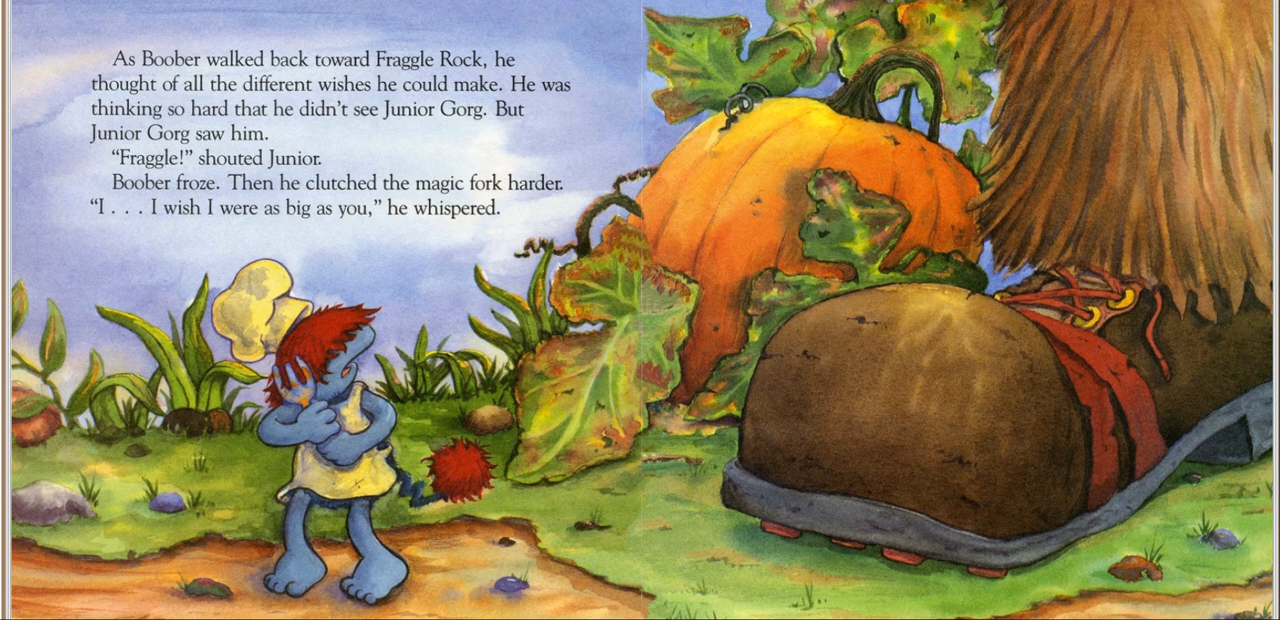 As Boober walked back toward Fraggle Rock, he
thought of all the different wishes he could make. He was
thinking so hard that he didn't see Junior Gorg. But
Junior Gorg saw him.
“Fraggle!” shouted Junior.
Boober froze. Then he clutched the magic fork harder.
“I . . . I wish I were as big as you,” he whispered.